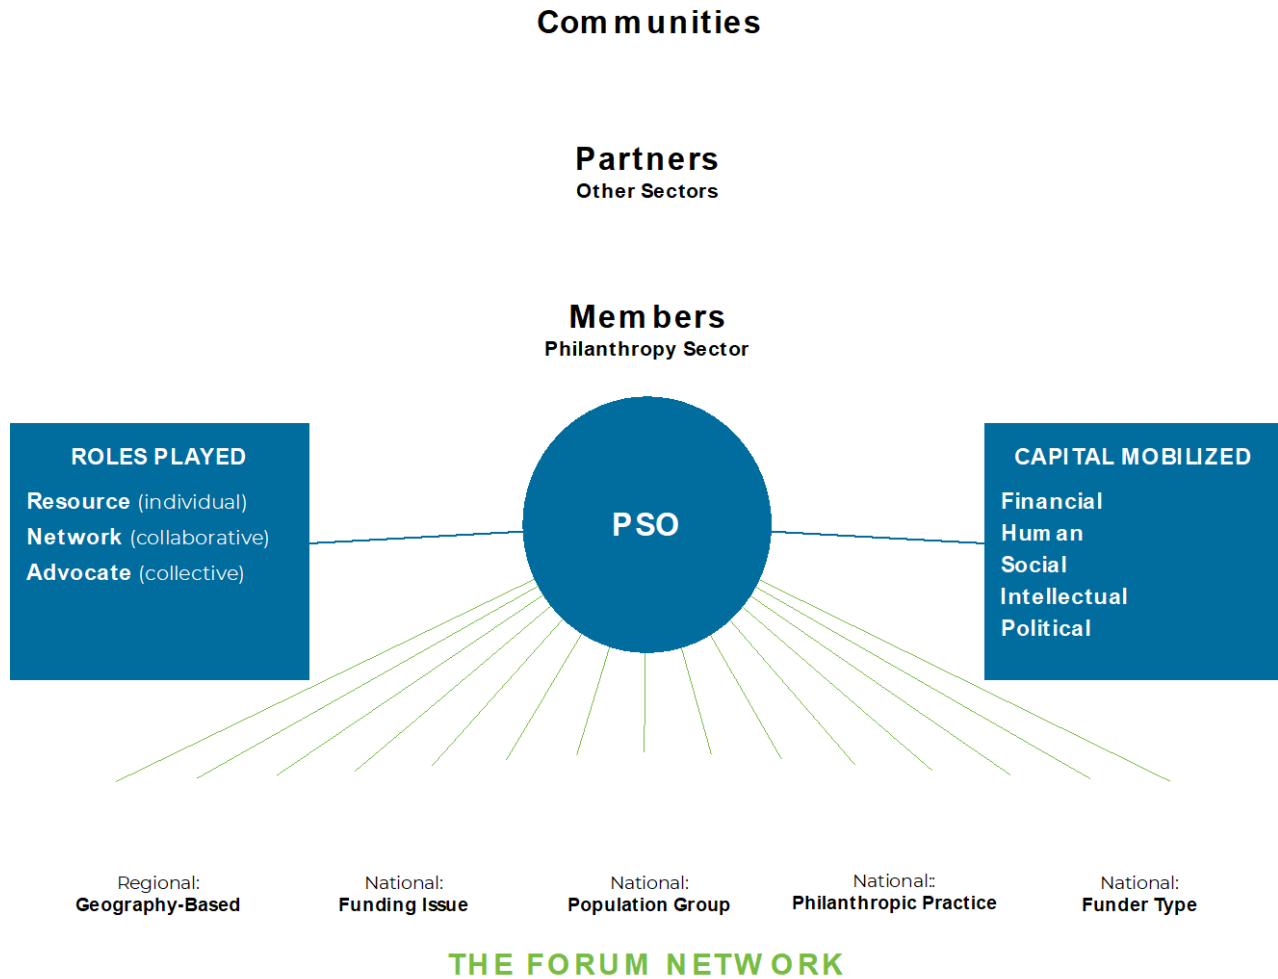 Communities
Partners
Other Sectors
Members
Philanthropy Sector
ROLES PLAYED
Resource (individual)
Network (collaborative)
Advocate (collective)
PSO
CAPITAL MOBILIZED
Financial
Human
Social
Intellectual
Political
Regional:
Geography-Based
National:
Funding Issue
National:
Population Group
National::
Philanthropic Practice
National:
Funder Type
THE FORUM NETWORK